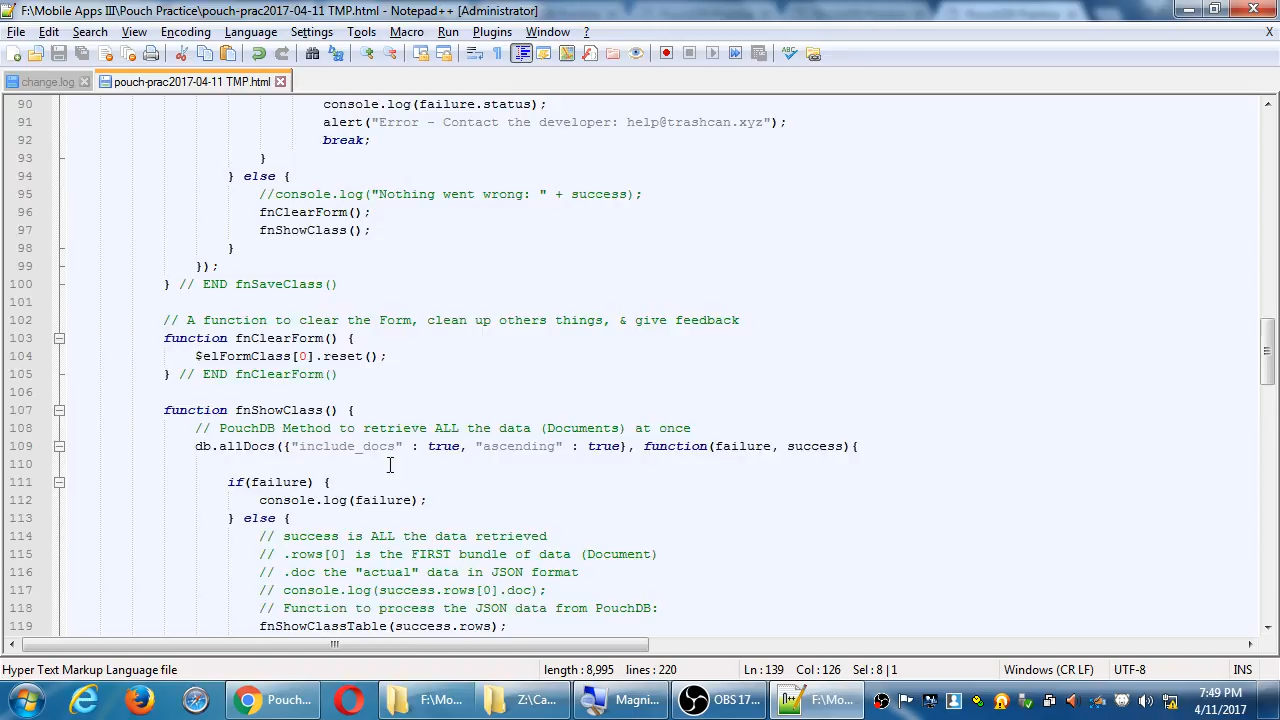 F:\Mobile Apps III\Pouch Practice\pouch-prac2017-04-11 TMP.html - Notepad++ [Administrator]
File Edit Search View Encoding Language Settings Tools Macro Run Plugins Window ? X
change.log pouch-prac2017-04-11 TMP.html
90 console.log(failure.status);
91 alert("Error - Contact the developer: help@trashcan.xyz");
92 break;
93 }
94 } else {
95 //console.log("Nothing went wrong: " + success);
96 fnClearForm();
97 fnShowClass();
98 }
99 });
100 } // END fnSaveClass()
101
102 // A function to clear the Form, clean up others things, & give feedback
103 function fnClearForm() {
104 $elFormClass[0].reset();
105 } // END fnClearForm()
106
107 function fnShowClass() {
108 // PouchDB Method to retrieve ALL the data (Documents) at once
109 db.allDocs({"include_docs" : true, "ascending" : true}, function(failure, success){
110
111 if(failure) {
112 console.log(failure);
113 } else {
114 // success is ALL the data retrieved
115 // .rows[0] is the FIRST bundle of data (Document)
116 // .doc the "actual" data in JSON format
117 // console.log(success.rows[0].doc);
118 // Function to process the JSON data from PouchDB:
119 fnShowClassTable(success.rows);
Hyper Text Markup Language file length : 8,995 lines : 220 Ln : 139 Col : 126 Sel : 8 | 1 Windows (CR LF) UTF-8 INS
Pouch... F:\Mo... Z:\Ca... Magni... OBS 17... F:\Mo... 7:49 PM
4/11/2017